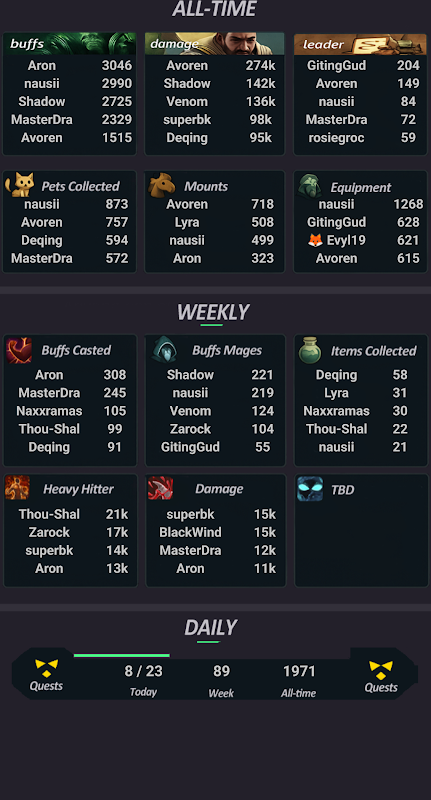 ALL-TIME
buffs
Aron 3046
nausii 2990
Shadow 2725
MasterDra 2329
Avoren 1515
damage
Avoren 274k
Shadow 142k
Venom 136k
superbk 98k
Deqing 95k
leader
GitingGud 204
Avoren 149
nausii 84
MasterDra 72
rosiegroc 59
Pets Collected
nausii 873
Avoren 757
Deqing 594
MasterDra 572
Mounts
Avoren 718
Lyra 508
nausii 499
Aron 323
Equipment
nausii 1268
GitingGud 628
🦊 Evyl19 621
Avoren 615
WEEKLY
Buffs Casted
Aron 308
MasterDra 245
Naxxramas 105
Thou-Shal 99
Deqing 91
Buffs Mages
Shadow 221
nausii 219
Venom 124
Zarock 104
GitingGud 55
Items Collected
Deqing 58
Lyra 31
Naxxramas 30
Thou-Shal 22
nausii 21
Heavy Hitter
Thou-Shal 21k
Zarock 17k
superbk 14k
Aron 13k
Damage
superbk 15k
BlackWind 15k
MasterDra 12k
Aron 11k
TBD
DAILY
Quests
8 / 23
Today
89
Week
1971
All-time
Quests